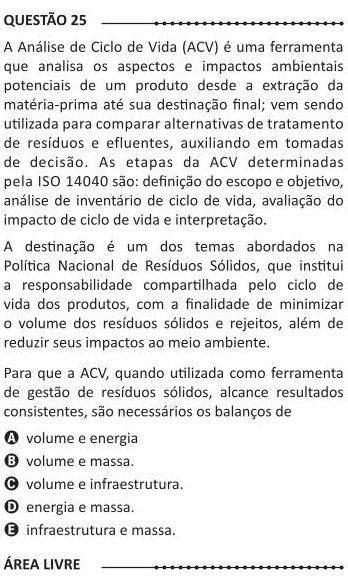 QUESTÃO 25
A Análise de Ciclo de Vida (ACV) é uma ferramenta
que analisa os aspectos e impactos ambientais
potenciais de um produto desde a extração da
matéria-prima até sua destinação final; vem sendo
utilizada para comparar alternativas de tratamento
de resíduos e efluentes, auxiliando em tomadas
de decisão. As etapas da ACV determinadas
pela ISO 14040 são: definição do escopo e objetivo,
análise de inventário de ciclo de vida, avaliação do
impacto de ciclo de vida e interpretação.
A destinação é um dos temas abordados na
Política Nacional de Resíduos Sólidos, que institui
a responsabilidade compartilhada pelo ciclo de
vida dos produtos, com a finalidade de minimizar
o volume dos resíduos sólidos e rejeitos, além de
reduzir seus impactos ao meio ambiente.
Para que a ACV, quando utilizada como ferramenta
de gestão de resíduos sólidos, alcance resultados
consistentes, são necessários os balanços de
A volume e energia
B volume e massa.
C volume e infraestrutura.
D energia e massa.
E infraestrutura e massa.
ÁREA LIVRE